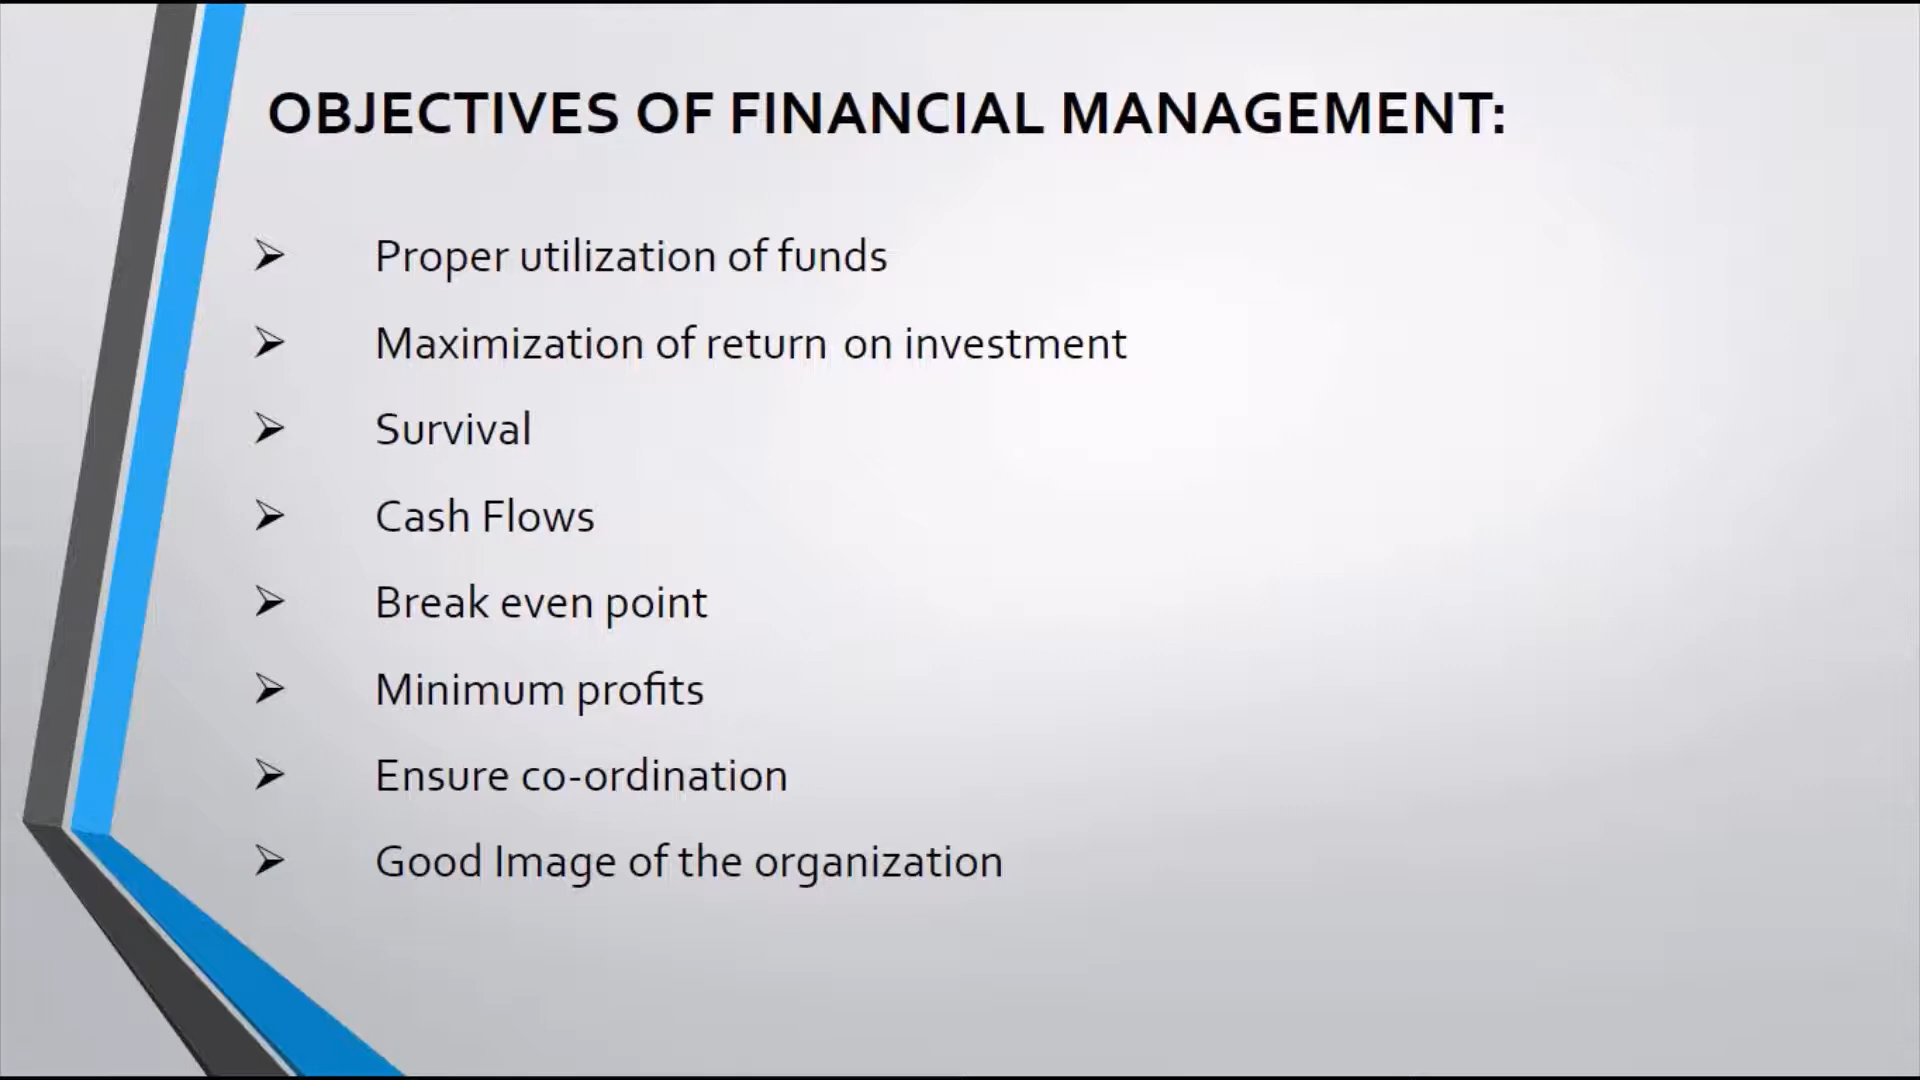 OBJECTIVES OF FINANCIAL MANAGEMENT:
Proper utilization of funds
Maximization of return on investment
Survival
Cash Flows
Break even point
Minimum profits
Ensure co-ordination
Good Image of the organization